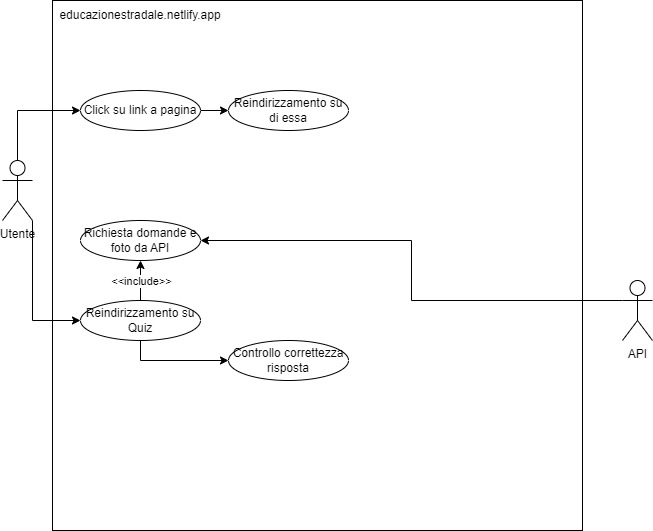 educazionestradale.netlify.app
Click su link a pagina
Reindirizzamento su
di essa
Utente
Richiesta domande e
foto da API
<<include>>
Reindirizzamento su
Quiz
Controllo correttezza
risposta
API